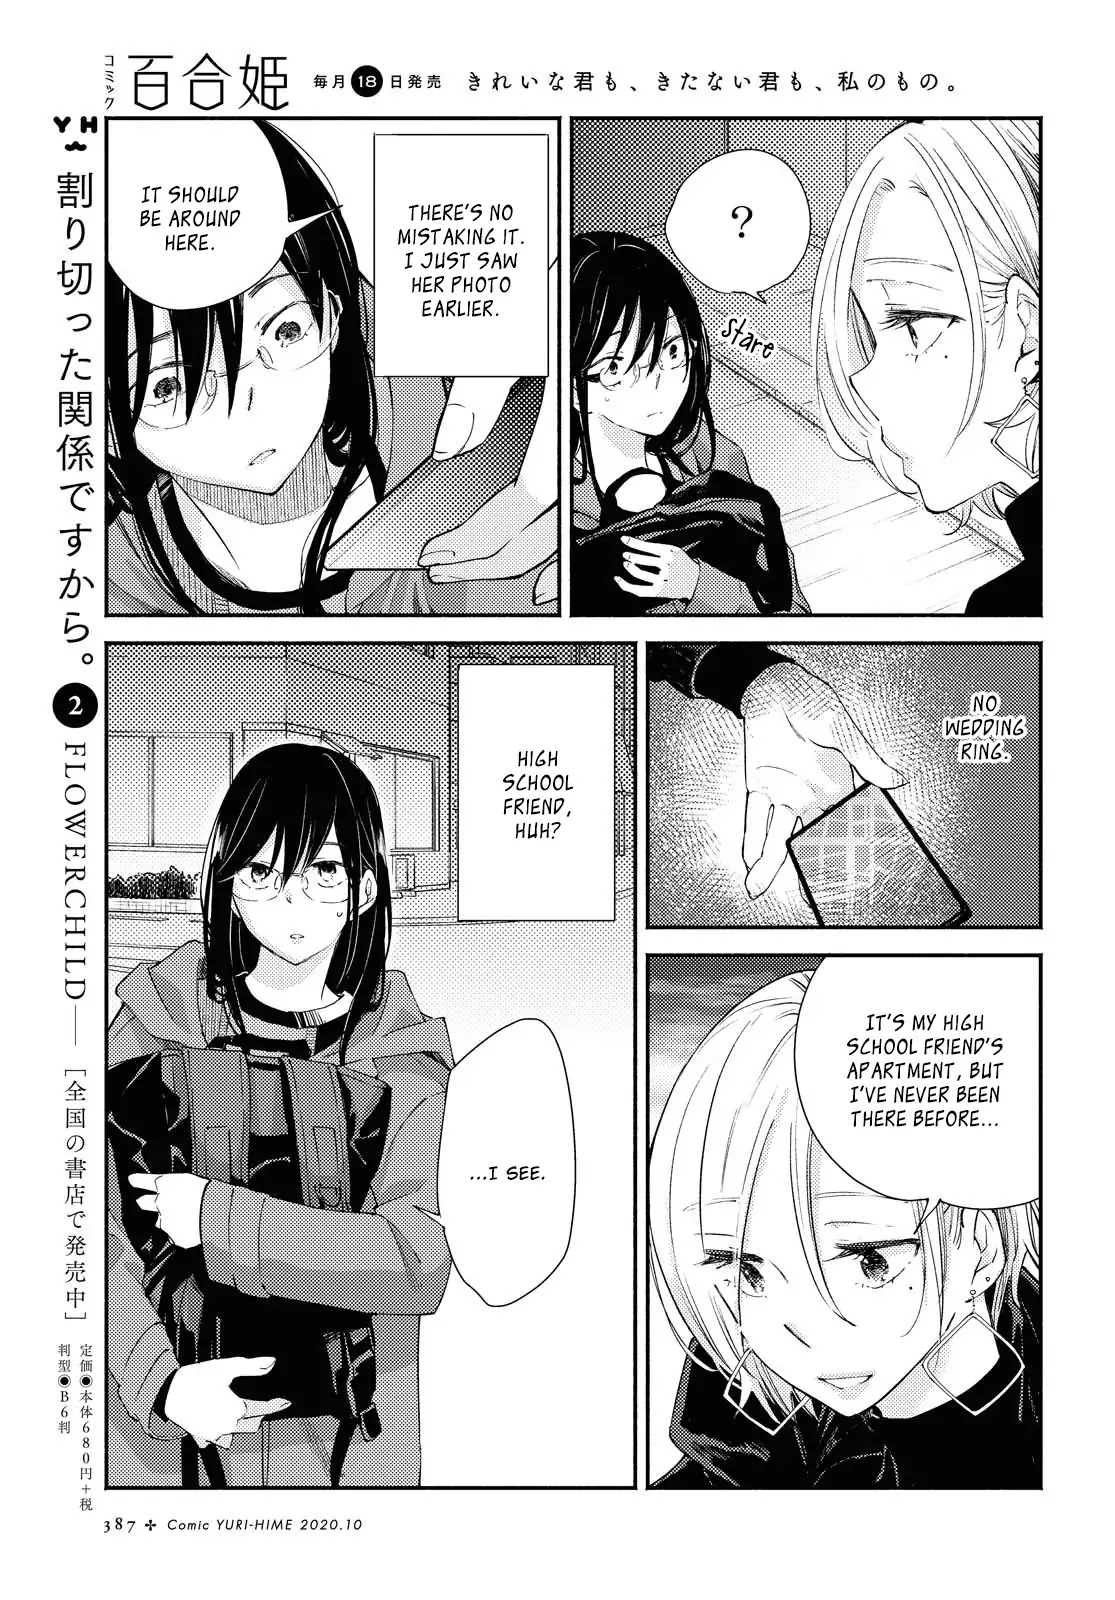 コミック
百合姫
毎月18日発売
きれいな君も、きたない君も、私のもの。
YH
割り切った関係ですから。
2
FLOWERCHILD
[全国の書店で発売中]
定価◉本体680円+税
判型◉B6判
?
Stare
THERE'S NO
MISTAKING IT.
I JUST SAW
HER PHOTO
EARLIER.
IT SHOULD
BE AROUND
HERE.
NO
WEDDING
RING.
IT'S MY HIGH
SCHOOL FRIEND'S
APARTMENT, BUT
I'VE NEVER BEEN
THERE BEFORE...
HIGH
SCHOOL
FRIEND,
HUH?
...I SEE.
387 ✣ Comic YURI-HIME 2020.10